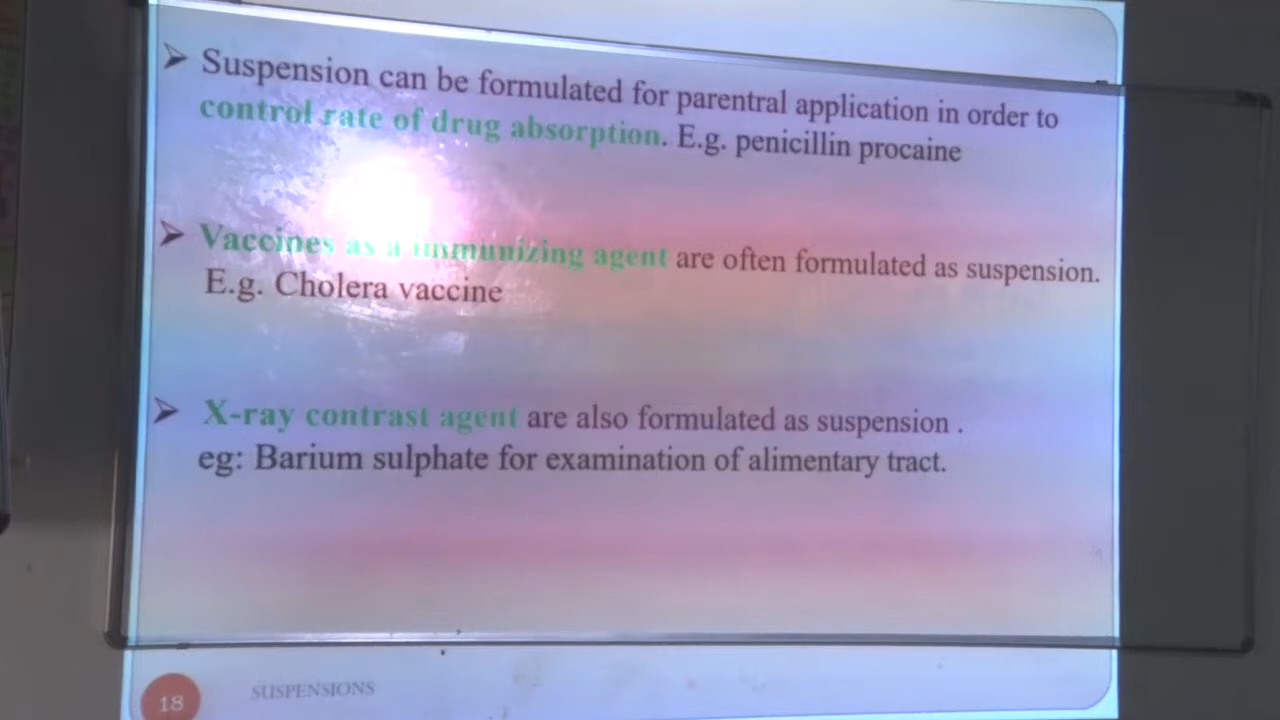 ➤ Suspension can be formulated for parentral application in order to
control rate of drug absorption. E.g. penicillin procaine
➤ Vaccines as a immunizing agent are often formulated as suspension.
E.g. Cholera vaccine
➤ X-ray contrast agent are also formulated as suspension .
eg: Barium sulphate for examination of alimentary tract.
18 SUSPENSIONS